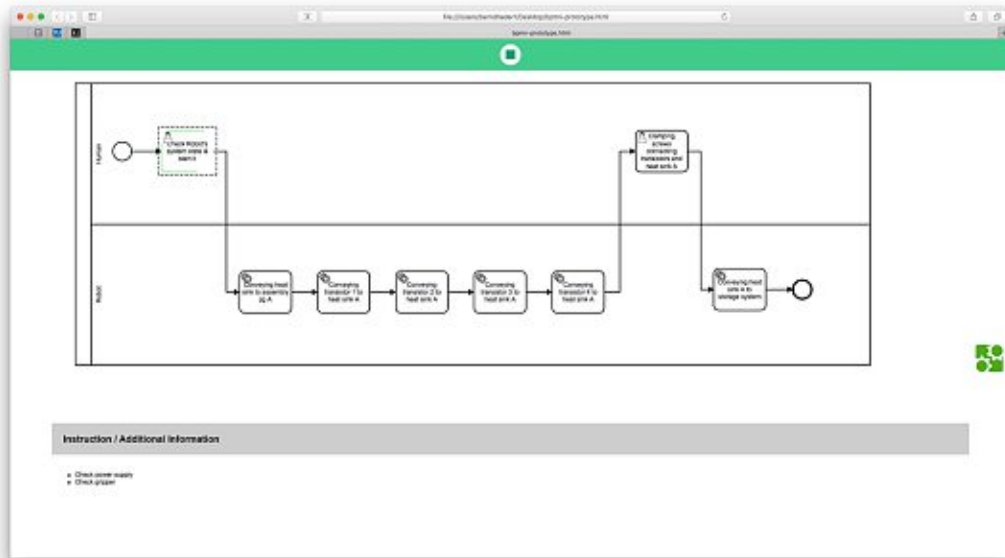 bpmn-prototype.html
Human
Check Robot's
system state is
Clamping
screws
connecting
transistors and
heat sink A
Robot
Conveying heat
sink to assembly
jig A
Conveying
transistor 1 to
heat sink A
Conveying
transistor 2 to
heat sink A
Conveying
transistor 3 to
heat sink A
Conveying
transistor 4 to
heat sink A
Conveying heat
sink A to
storage system
Instruction / Additional Information
Check power supply
Check gripper